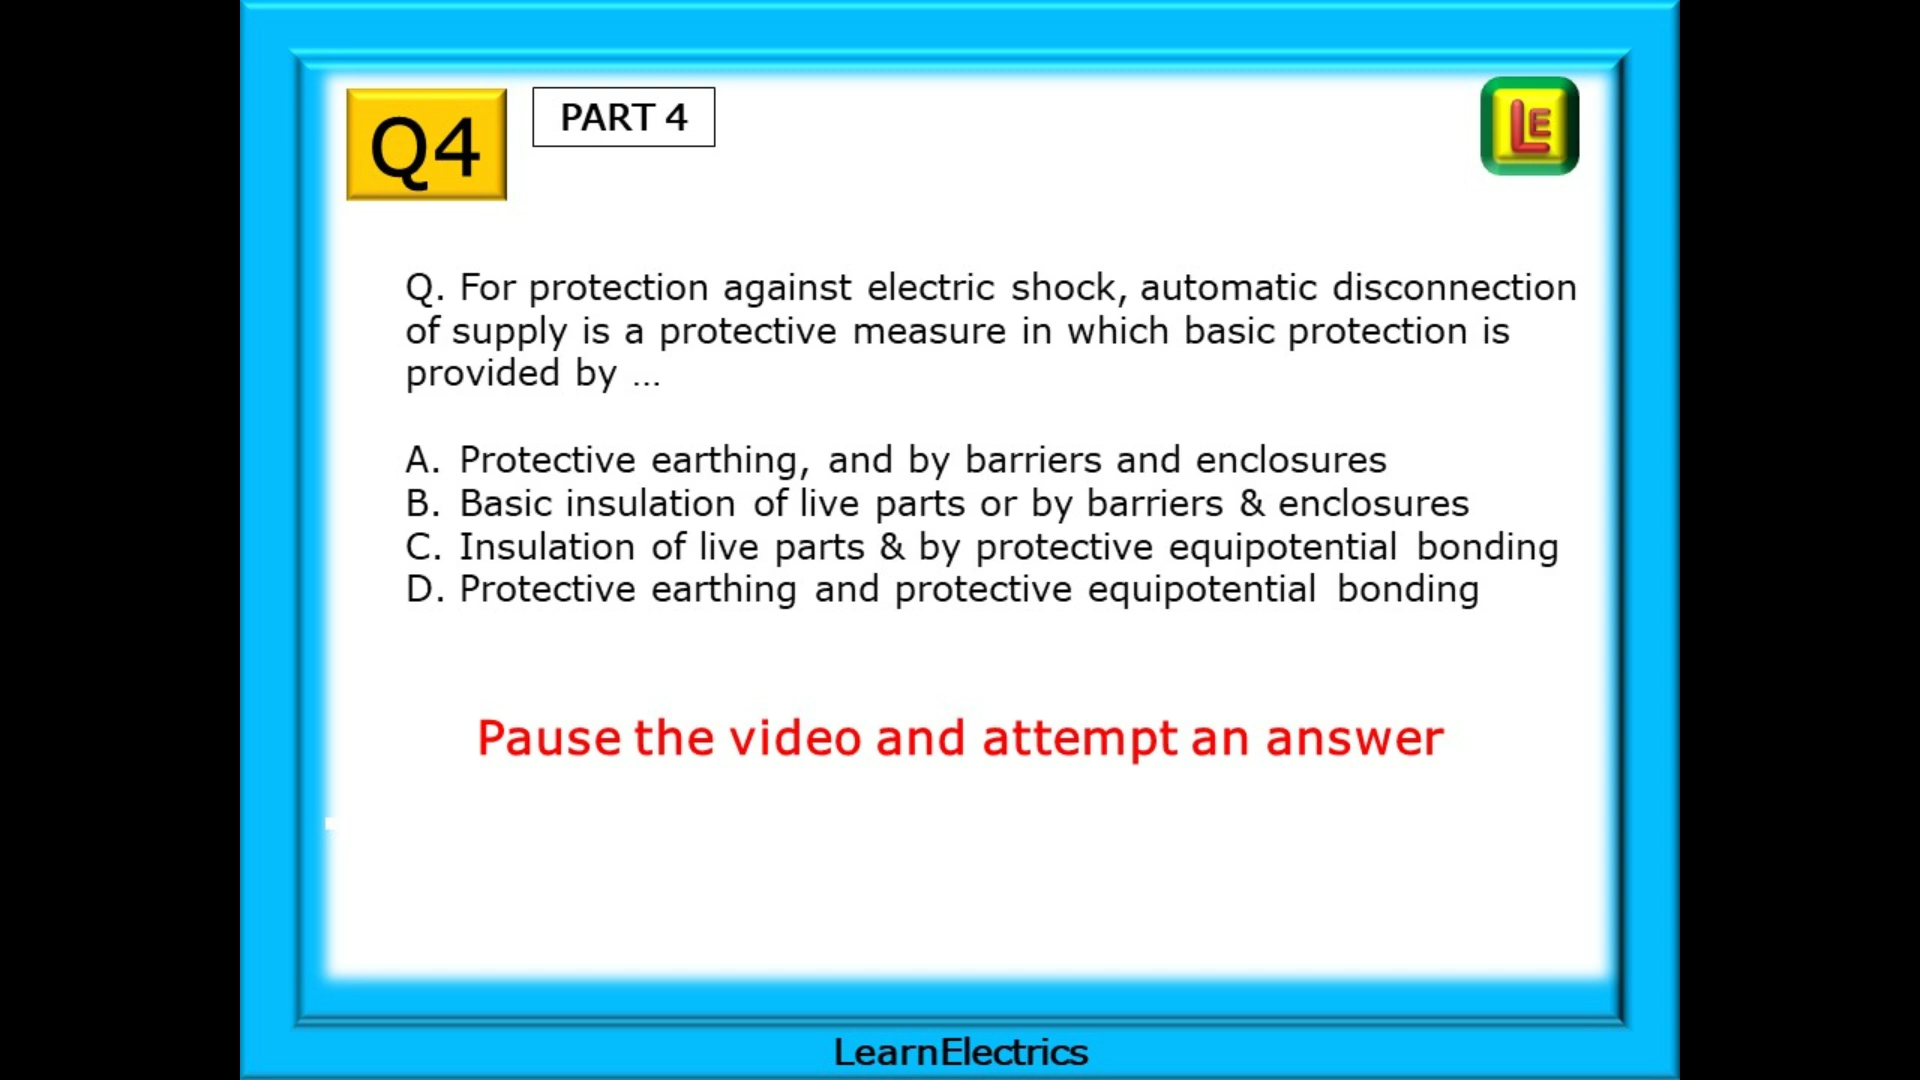 Q4
PART 4
LE
Q. For protection against electric shock, automatic disconnection
of supply is a protective measure in which basic protection is
provided by ...
A. Protective earthing, and by barriers and enclosures
B. Basic insulation of live parts or by barriers & enclosures
C. Insulation of live parts & by protective equipotential bonding
D. Protective earthing and protective equipotential bonding
Pause the video and attempt an answer
LearnElectrics